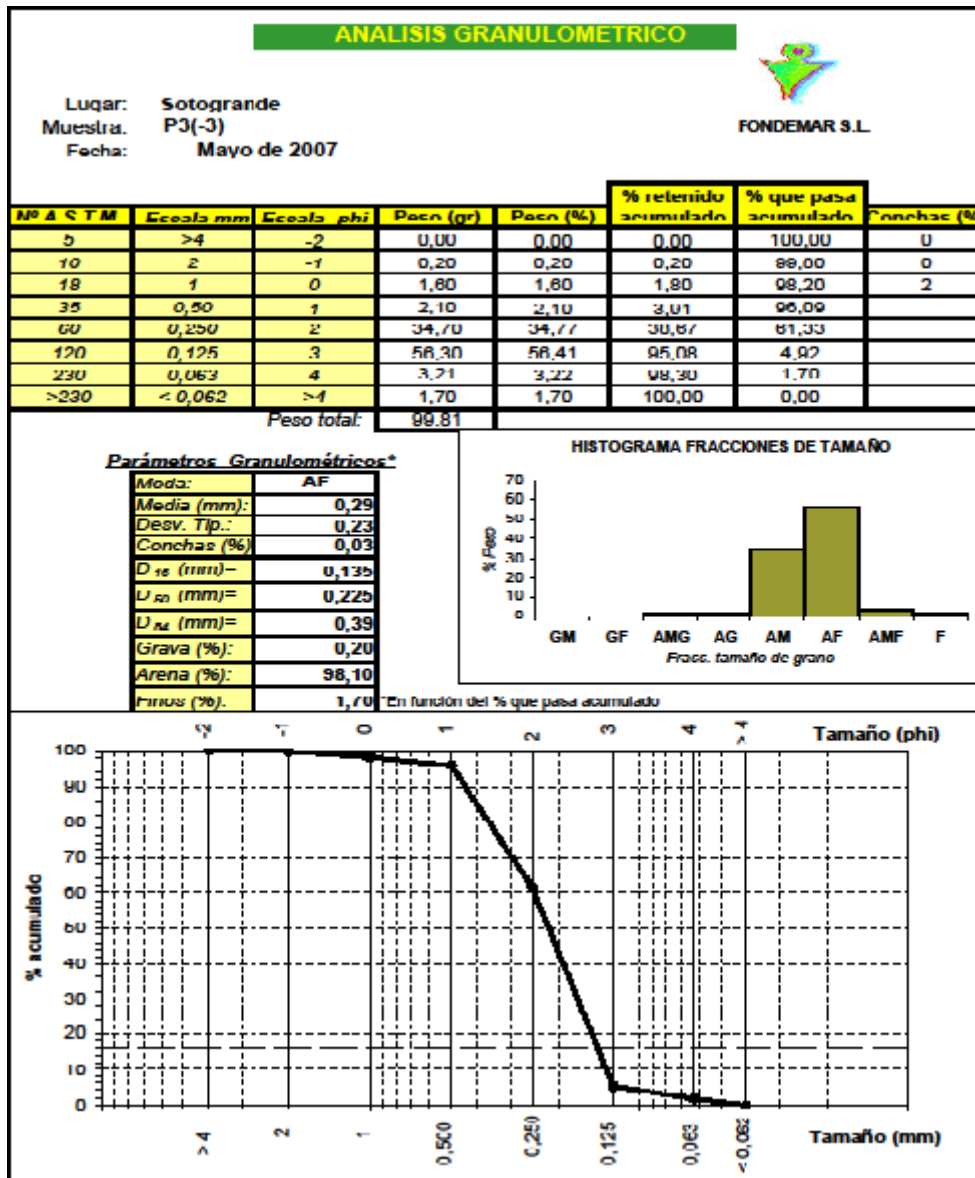 ANALISIS GRANULOMETRICO
Lugar: Sotogrande
Muestra: P3(-3)
Fecha: Mayo de 2007
FONDEMAR S.L.
Nº A.S.T.M. Escala mm Escala phi Peso (gr) Peso (%) % retenido acumulado % que pasa acumulado Conchas (%
5 >4 -2 0,00 0,00 0,00 100,00 0
10 2 -1 0,20 0,20 0,20 0
18 1 0 1,60 1,60 1,80 98,20 2
35 0,50 1 2,10 2,10 96,09
60 0,250 2 34,70 34,77 61,33
120 0,125 3 56,30 56,41 95,08 4,92
230 0,063 4 3,21 3,22 98,30 1,70
>230 < 0,062 >4 1,70 1,70 100,00 0,00
Peso total: 99.81
Parámetros Granulométricos*
Moda: AF
Media (mm): 0,29
Desv. Tip.: 0,23
Conchas (%) 0,03
D 16 (mm)= 0,135
D 50 (mm)= 0,225
D 84 (mm)= 0,39
Grava (%): 0,20
Arena (%): 98,10
Finos (%): 1,70
*En función del % que pasa acumulado
HISTOGRAMA FRACCIONES DE TAMAÑO
% Peso
70
60
50
40
30
20
10
0
GM GF AMG AG AM AF AMF F
Fracc. tamaño de grano
-2 -1 0 1 2 3 4 > 4 Tamaño (phi)
% acumulado
100
90
80
70
60
50
40
30
20
10
0
> 4 2 1 0,500 0,250 0,125 0,063 < 0,062 Tamaño (mm)